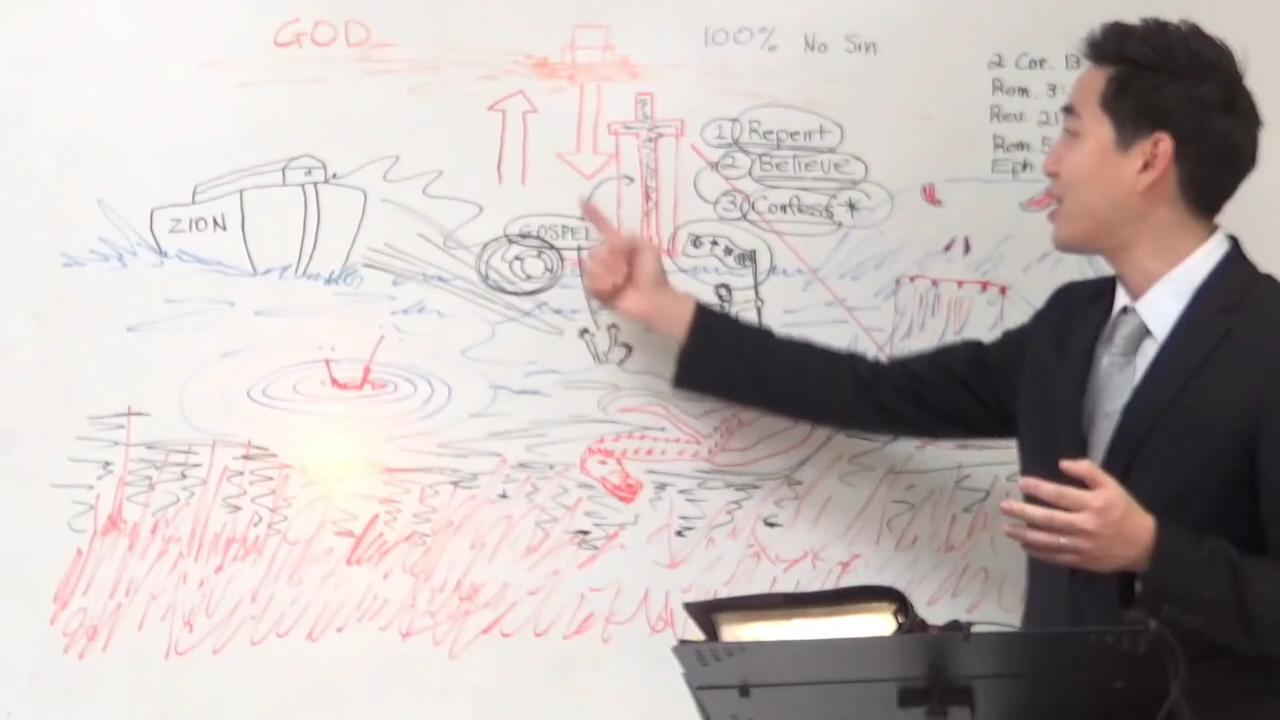 GOD
100% No Sin
2 Cor. 13
Rom. 3:
Rev. 21
Rom. 5
Eph
1 Repent
2 Believe
3 Confess *
ZION
GOSPEL